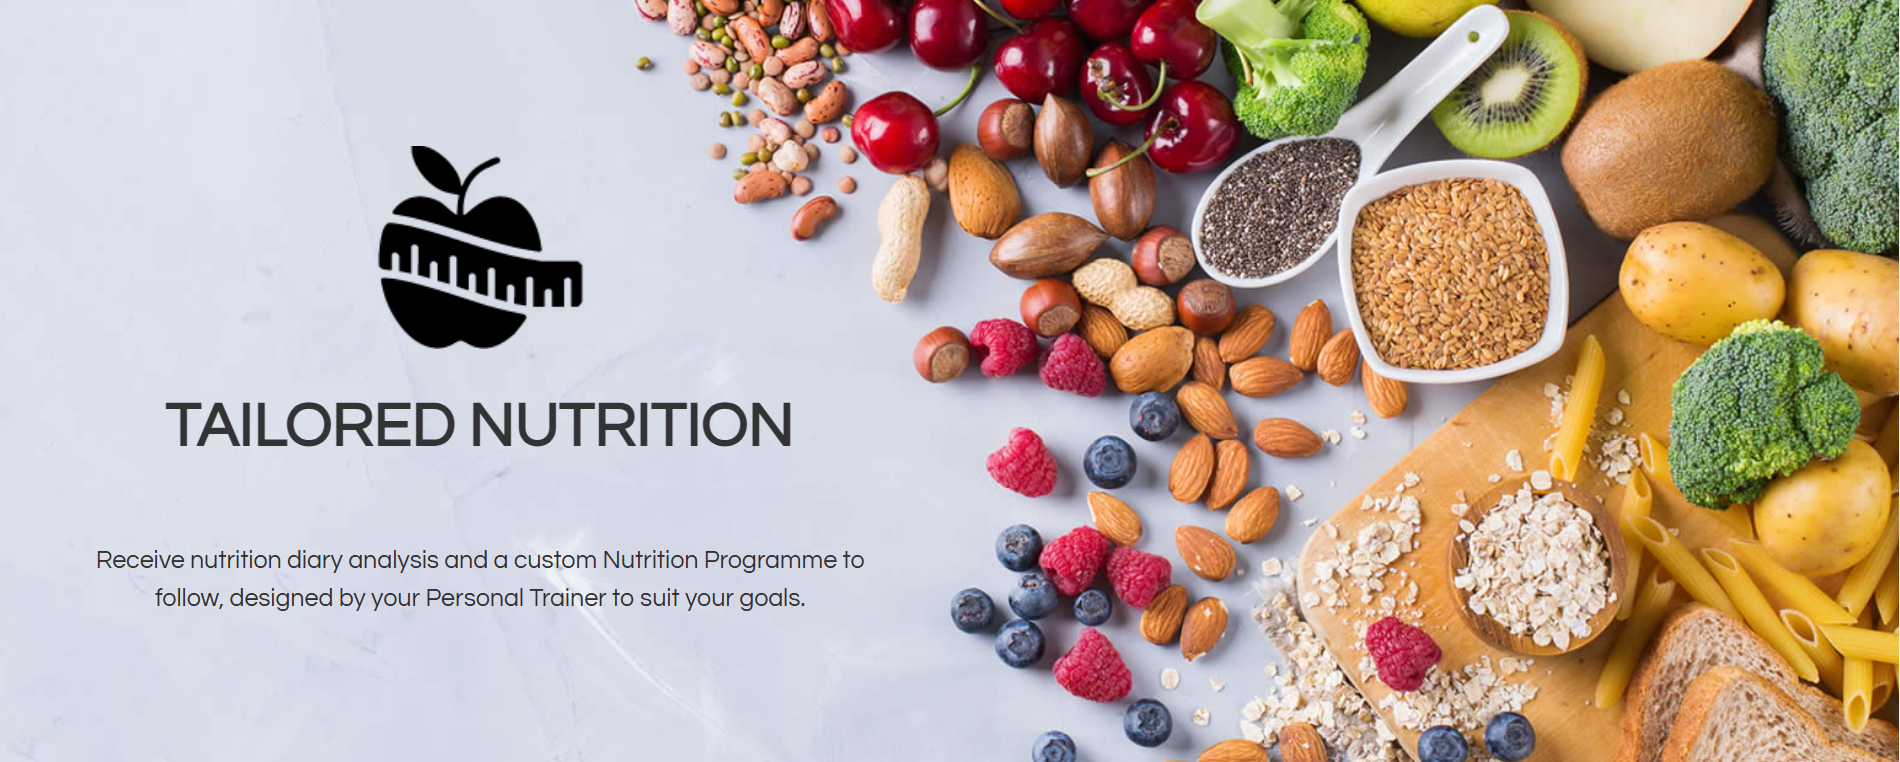 TAILORED NUTRITION
Receive nutrition diary analysis and a custom Nutrition Programme to
follow, designed by your Personal Trainer to suit your goals.